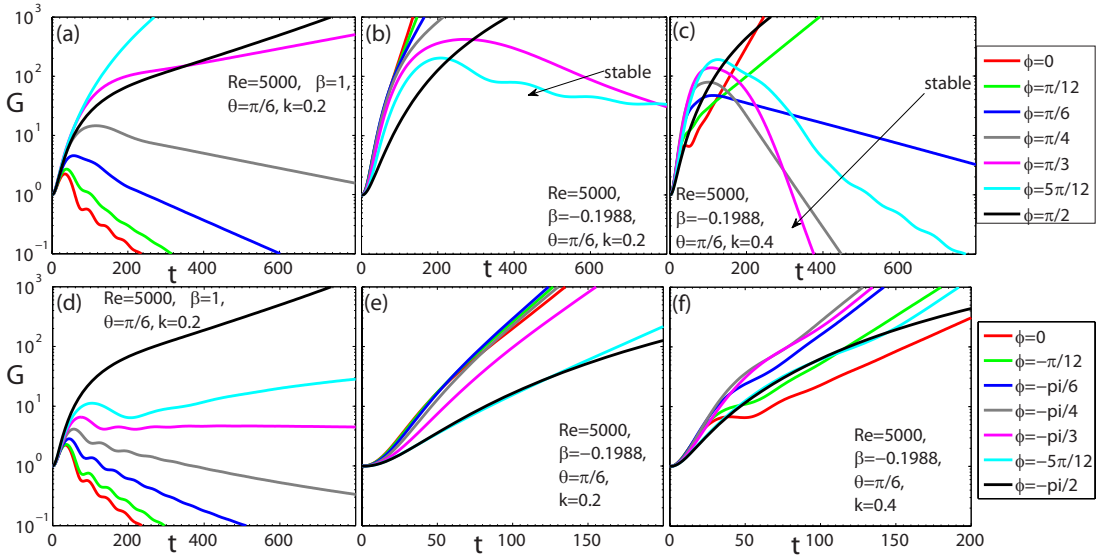 (a)
Re=5000, β=1,
θ=π/6, k=0.2
G
10³
10²
10¹
10⁰
10⁻¹
0 200 400 600
t
(b)
stable
Re=5000,
β=−0.1988,
θ=π/6, k=0.2
0 200 400 600
t
(c)
stable
Re=5000,
β=−0.1988,
θ=π/6, k=0.4
0 200 400 600
t
ϕ=0
ϕ=π/12
ϕ=π/6
ϕ=π/4
ϕ=π/3
ϕ=5π/12
ϕ=π/2
(d)
Re=5000, β=1,
θ=π/6, k=0.2
G
10³
10²
10¹
10⁰
10⁻¹
0 200 400 600
t
(e)
Re=5000,
β=−0.1988,
θ=π/6,
k=0.2
0 50 100 150
t
(f)
Re=5000,
β=−0.1988,
θ=π/6,
k=0.4
0 50 100 150 200
t
ϕ=0
ϕ=−π/12
ϕ=−pi/6
ϕ=−pi/4
ϕ=−pi/3
ϕ=−5π/12
ϕ=−pi/2